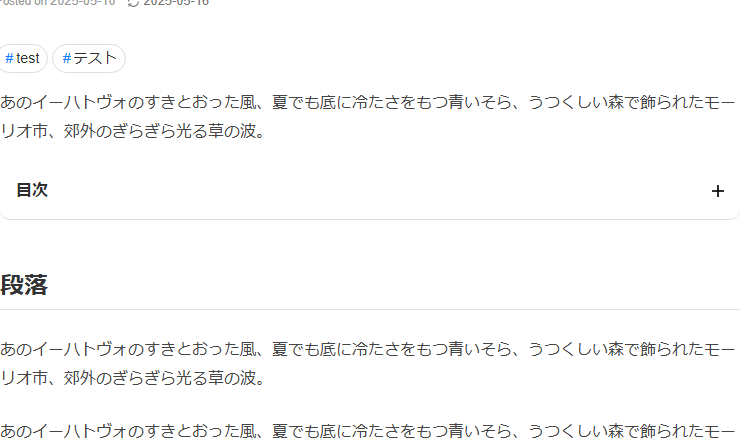 Posted on 2025-05-10 2025-05-16
#test #テスト
あのイーハトヴォのすきとおった風、夏でも底に冷たさをもつ青いそら、うつくしい森で飾られたモー
リオ市、郊外のぎらぎら光る草の波。
目次
段落
あのイーハトヴォのすきとおった風、夏でも底に冷たさをもつ青いそら、うつくしい森で飾られたモー
リオ市、郊外のぎらぎら光る草の波。
あのイーハトヴォのすきとおった風、夏でも底に冷たさをもつ青いそら、うつくしい森で飾られたモー